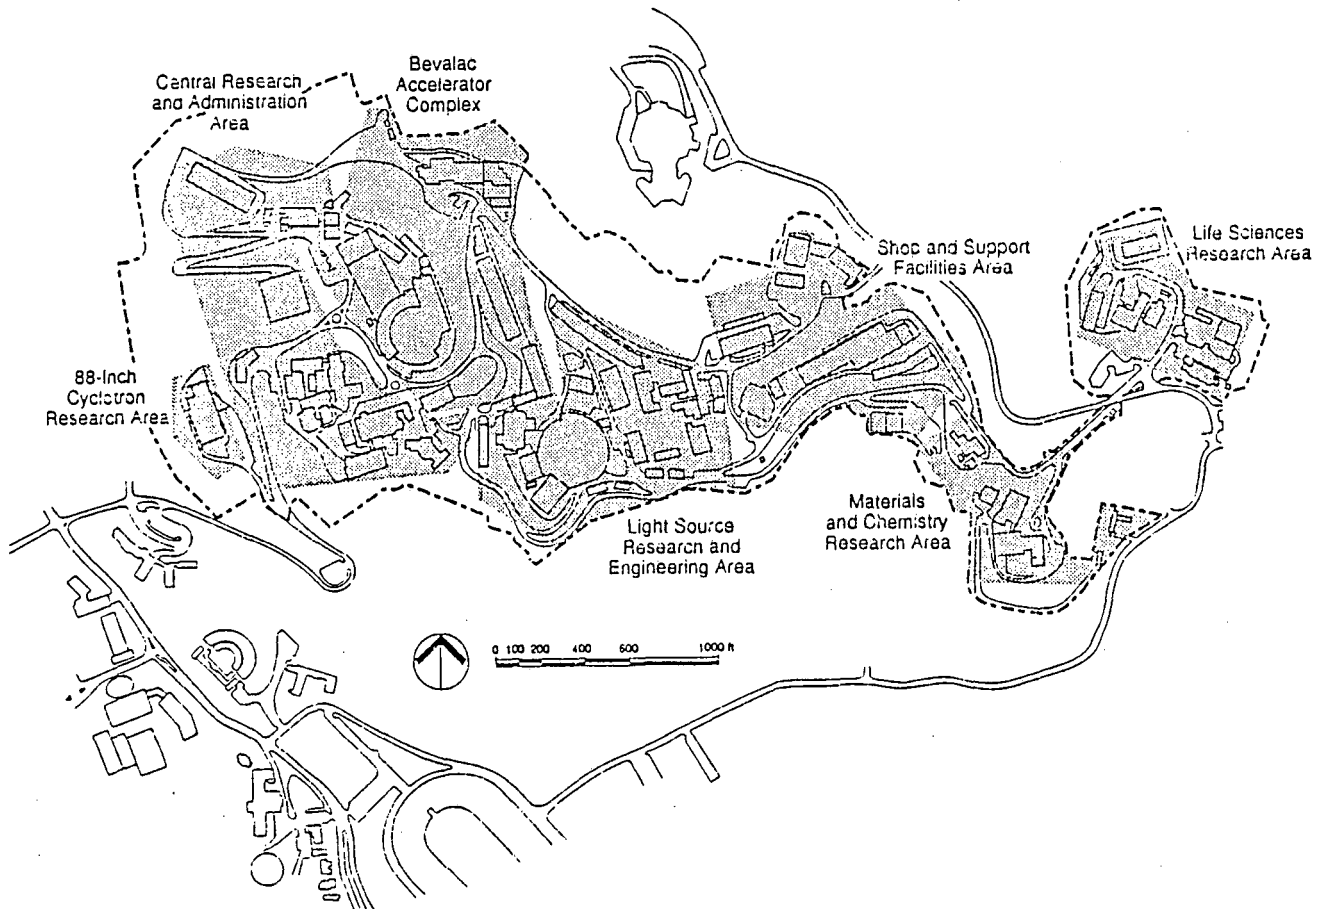 Bevalac
Accelerator
Complex
Central Research
and Administration
Area
Shop and Support
Facilities Area
Life Sciences
Research Area
88-Inch
Cyclotron
Research Area
Materials
and Chemistry
Research Area
Light Source
Research and
Engineering Area
0 100 200 400 600 1000 ft